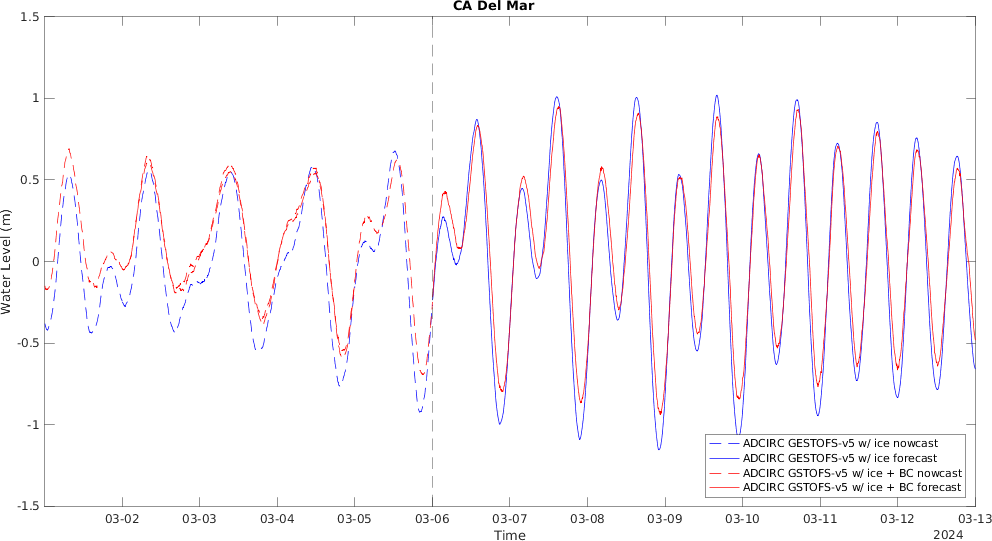 CA Del Mar
1.5
1
0.5
0
-0.5
-1
-1.5
Water Level (m)
03-02 03-03 03-04 03-05 03-06 03-07 03-08 03-09 03-10 03-11 03-12 03-13
Time
2024
ADCIRC GESTOFS-v5 w/ ice nowcast
ADCIRC GESTOFS-v5 w/ ice forecast
ADCIRC GSTOFS-v5 w/ ice + BC nowcast
ADCIRC GSTOFS-v5 w/ ice + BC forecast